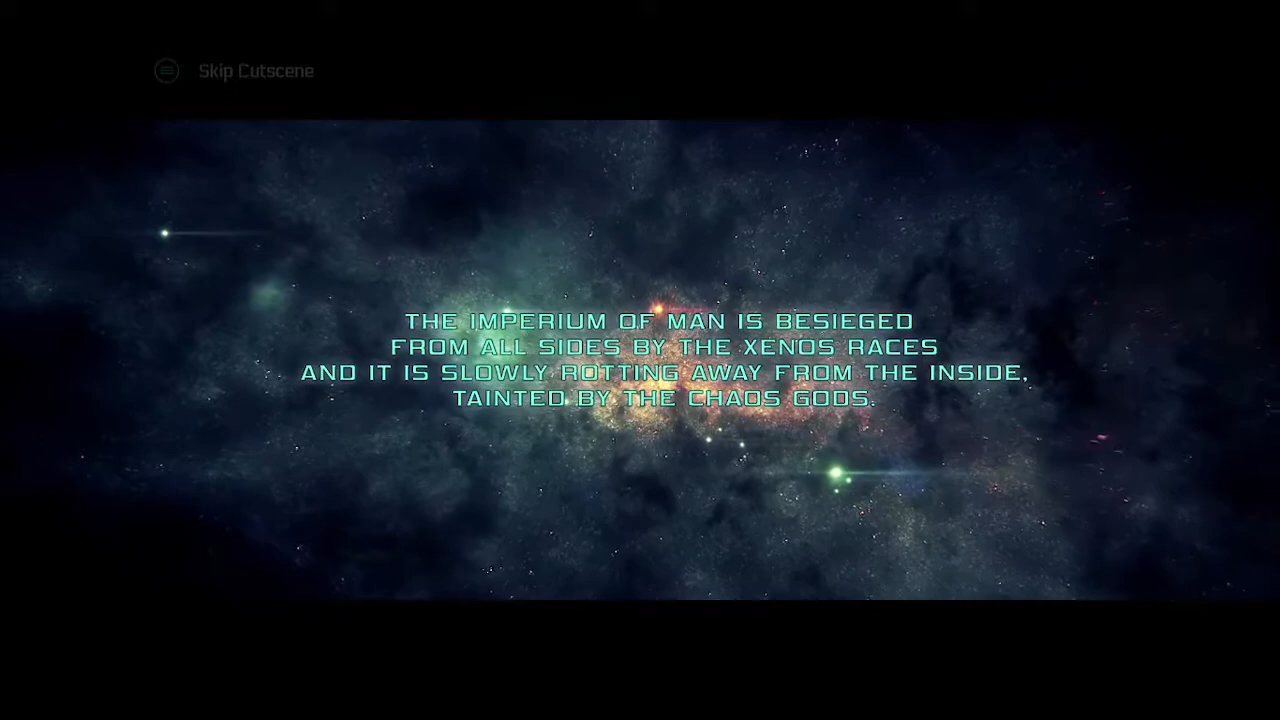 Skip Cutscene
THE IMPERIUM OF MAN IS BESIEGED
FROM ALL SIDES BY THE XENOS RACES
AND IT IS SLOWLY ROTTING AWAY FROM THE INSIDE,
TAINTED BY THE CHAOS GODS.